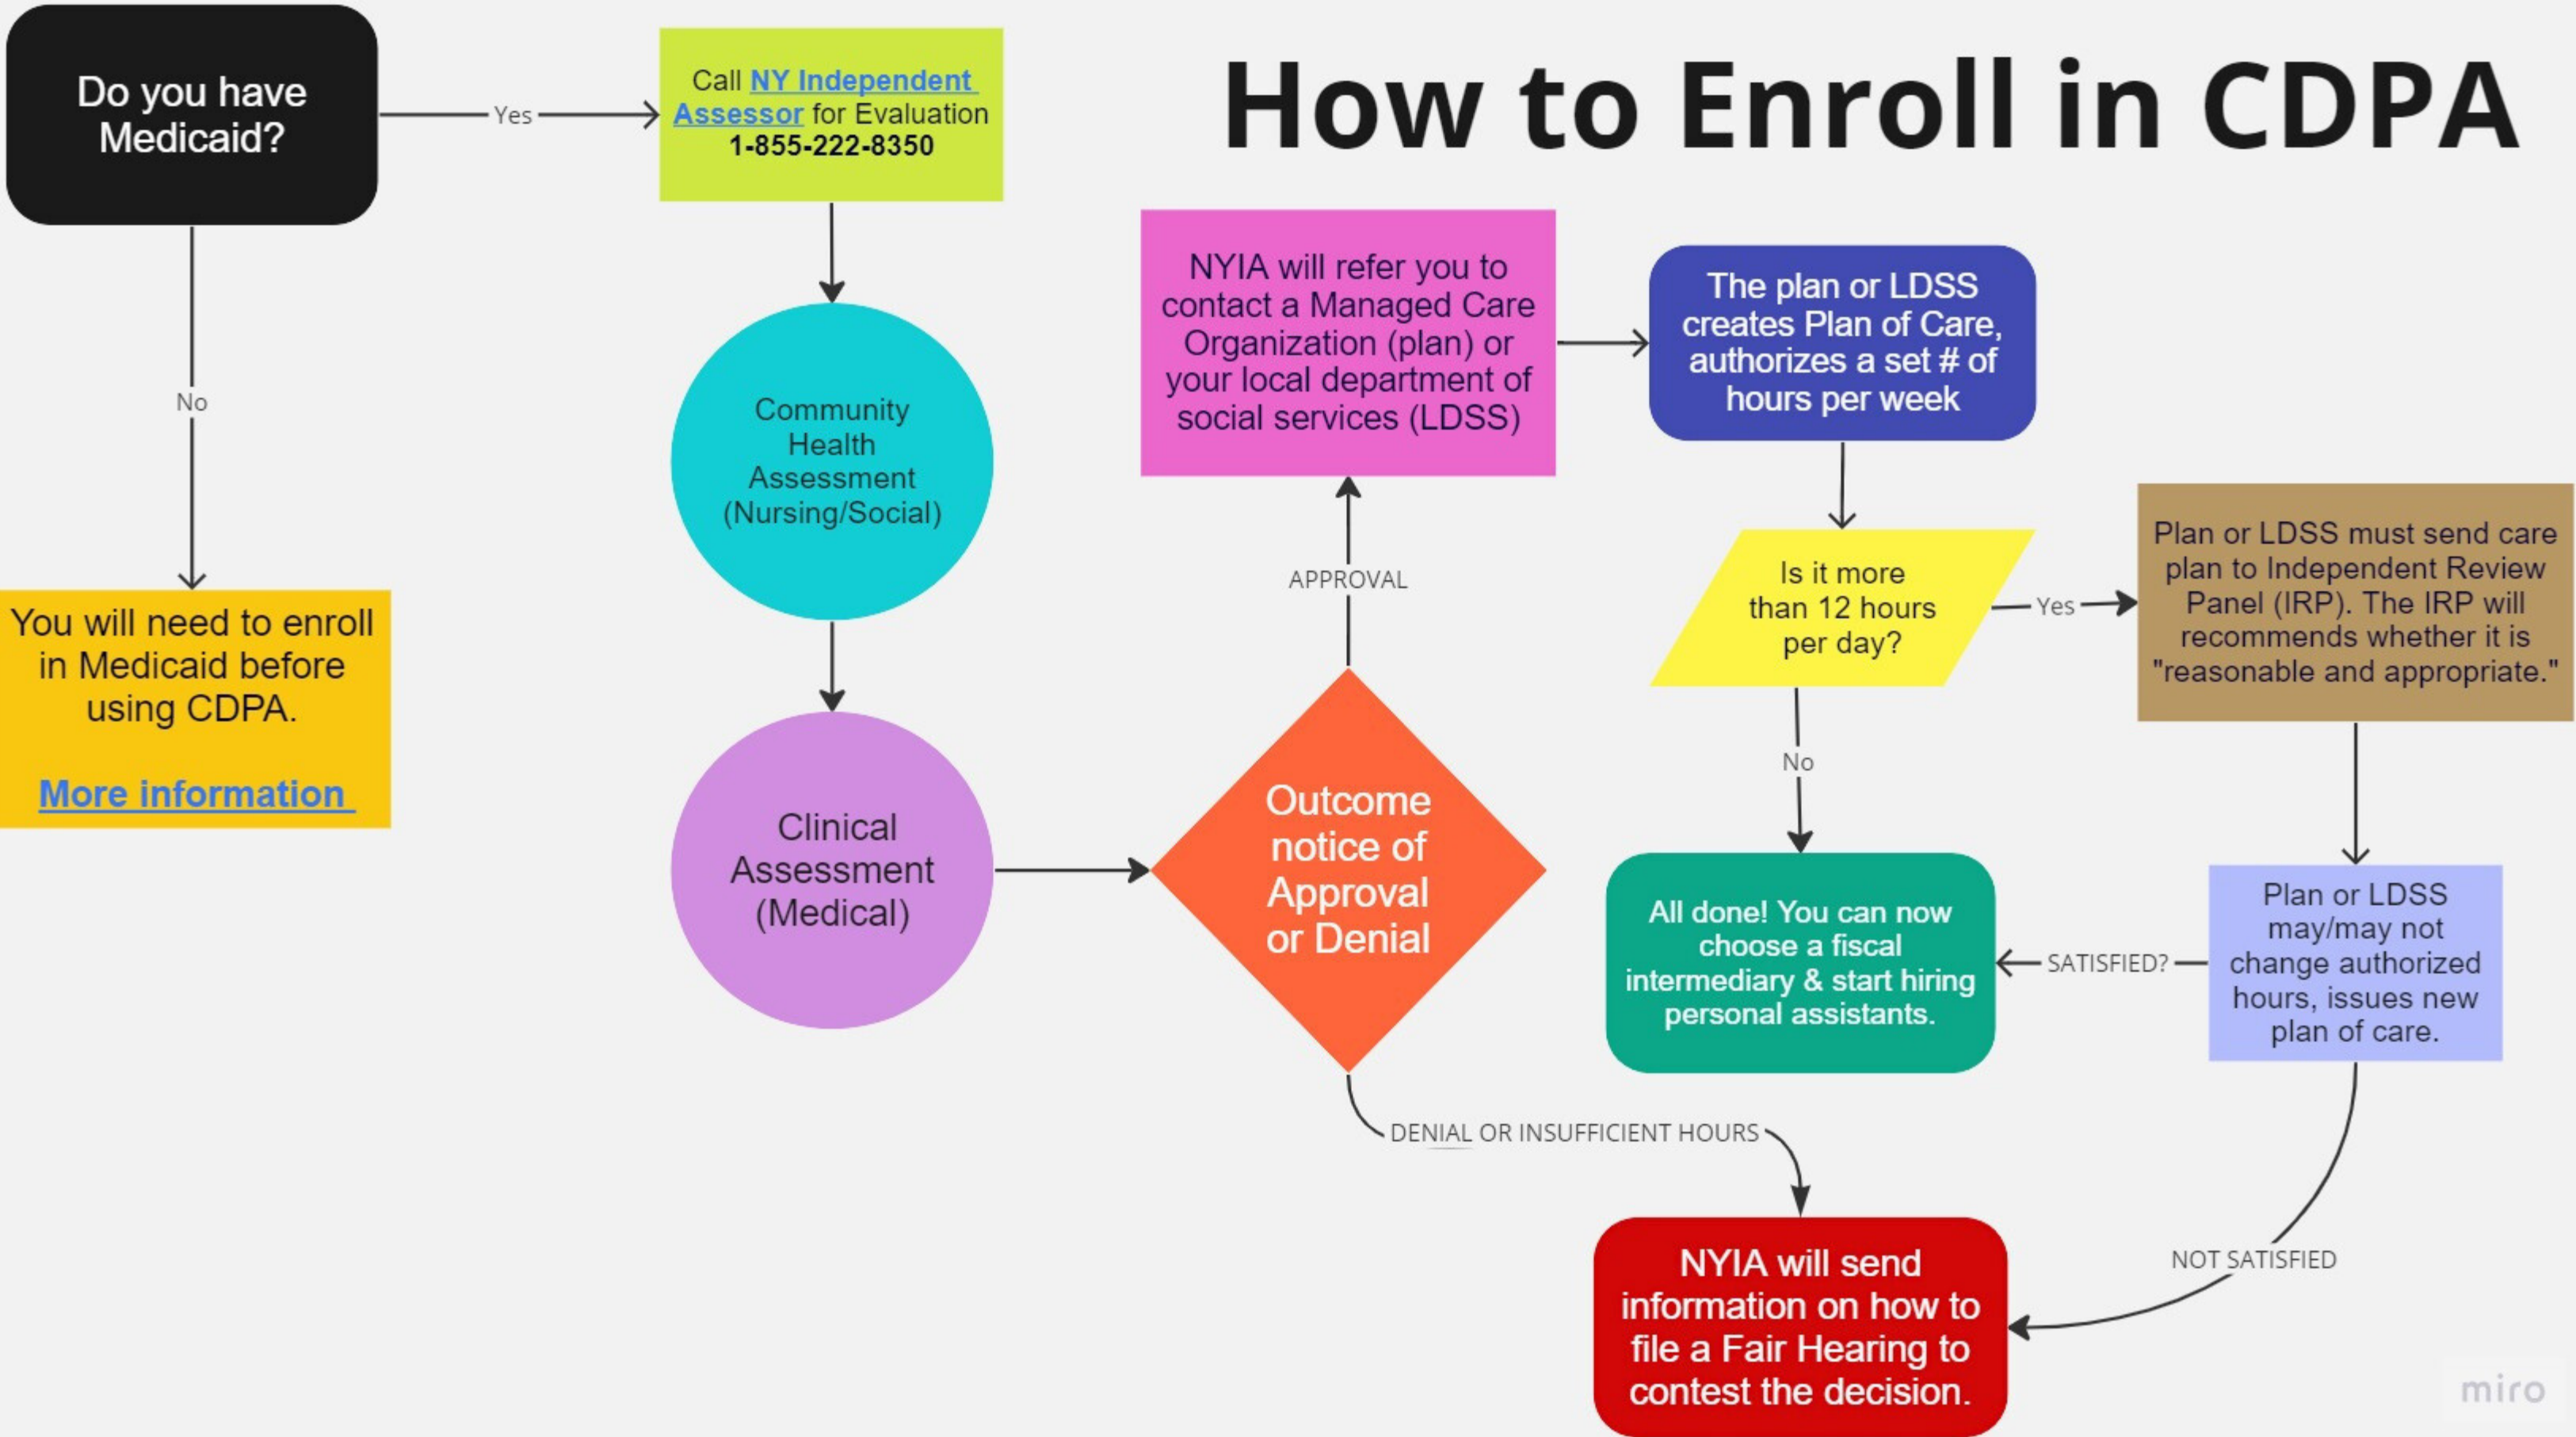 How to Enroll in CDPA
Do you have
Medicaid?
Yes
No
You will need to enroll
in Medicaid before
using CDPA.
More information
Call NY Independent
Assessor for Evaluation
1-855-222-8350
Community
Health
Assessment
(Nursing/Social)
Clinical
Assessment
(Medical)
Outcome
notice of
Approval
or Denial
APPROVAL
NYIA will refer you to
contact a Managed Care
Organization (plan) or
your local department of
social services (LDSS)
The plan or LDSS
creates Plan of Care,
authorizes a set # of
hours per week
Is it more
than 12 hours
per day?
Yes
Plan or LDSS must send care
plan to Independent Review
Panel (IRP). The IRP will
recommends whether it is
"reasonable and appropriate."
No
All done! You can now
choose a fiscal
intermediary & start hiring
personal assistants.
SATISFIED?
Plan or LDSS
may/may not
change authorized
hours, issues new
plan of care.
DENIAL OR INSUFFICIENT HOURS
NOT SATISFIED
NYIA will send
information on how to
file a Fair Hearing to
contest the decision.
miro